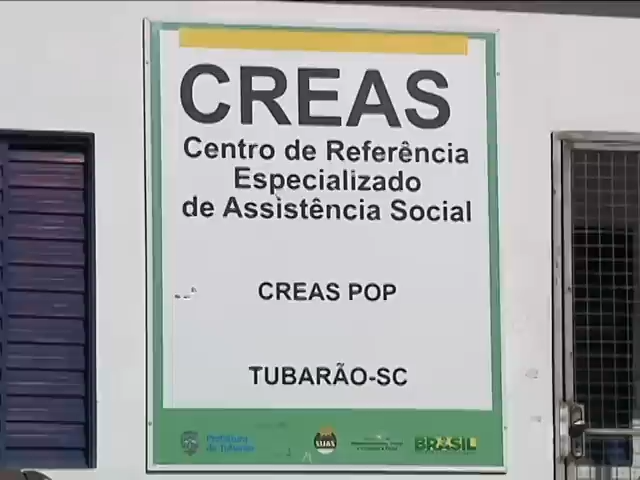 CREAS
Centro de Referência
Especializado
de Assistência Social
CREAS POP
TUBARÃO-SC
Prefeitura
de Tubarão
SUAS
BRASIL